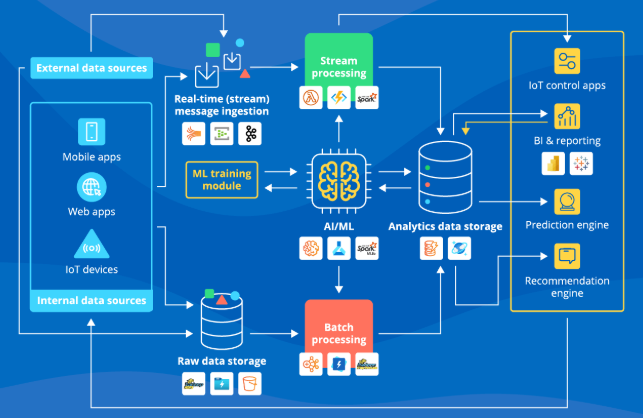 External data sources
Mobile apps
Web apps
IoT devices
Internal data sources
Real-time (stream)
message ingestion
Stream
processing
Spark
ML training
module
AI/ML
Spark
MLlib
Analytics data storage
Raw data storage
Batch
processing
IoT control apps
BI & reporting
Prediction engine
Recommendation
engine